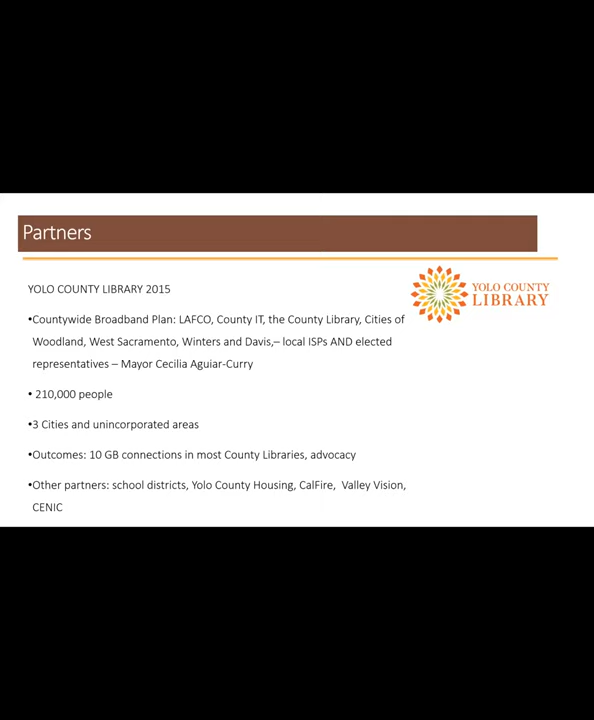 Partners
YOLO COUNTY LIBRARY 2015
YOLO COUNTY
LIBRARY
•Countywide Broadband Plan: LAFCO, County IT, the County Library, Cities of
Woodland, West Sacramento, Winters and Davis,– local ISPs AND elected
representatives – Mayor Cecilia Aguiar-Curry
• 210,000 people
•3 Cities and unincorporated areas
•Outcomes: 10 GB connections in most County Libraries, advocacy
•Other partners: school districts, Yolo County Housing, CalFire, Valley Vision,
CENIC